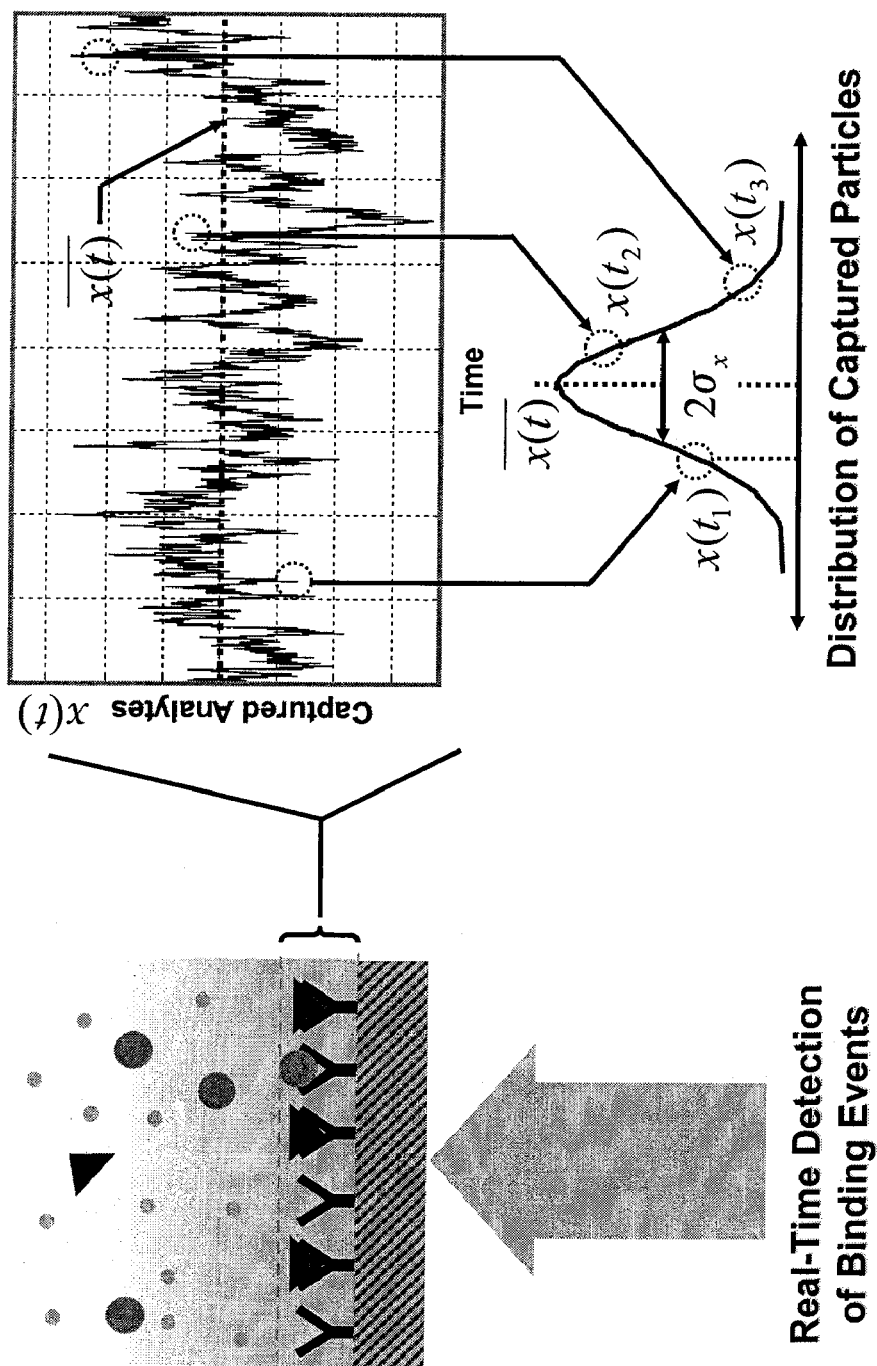 Real-Time Detection
of Binding Events
Captured Analytes x(t)
x(t)
Time
x(t)
x(t₁)
x(t₂)
x(t₃)
2σₓ
Distribution of Captured Particles